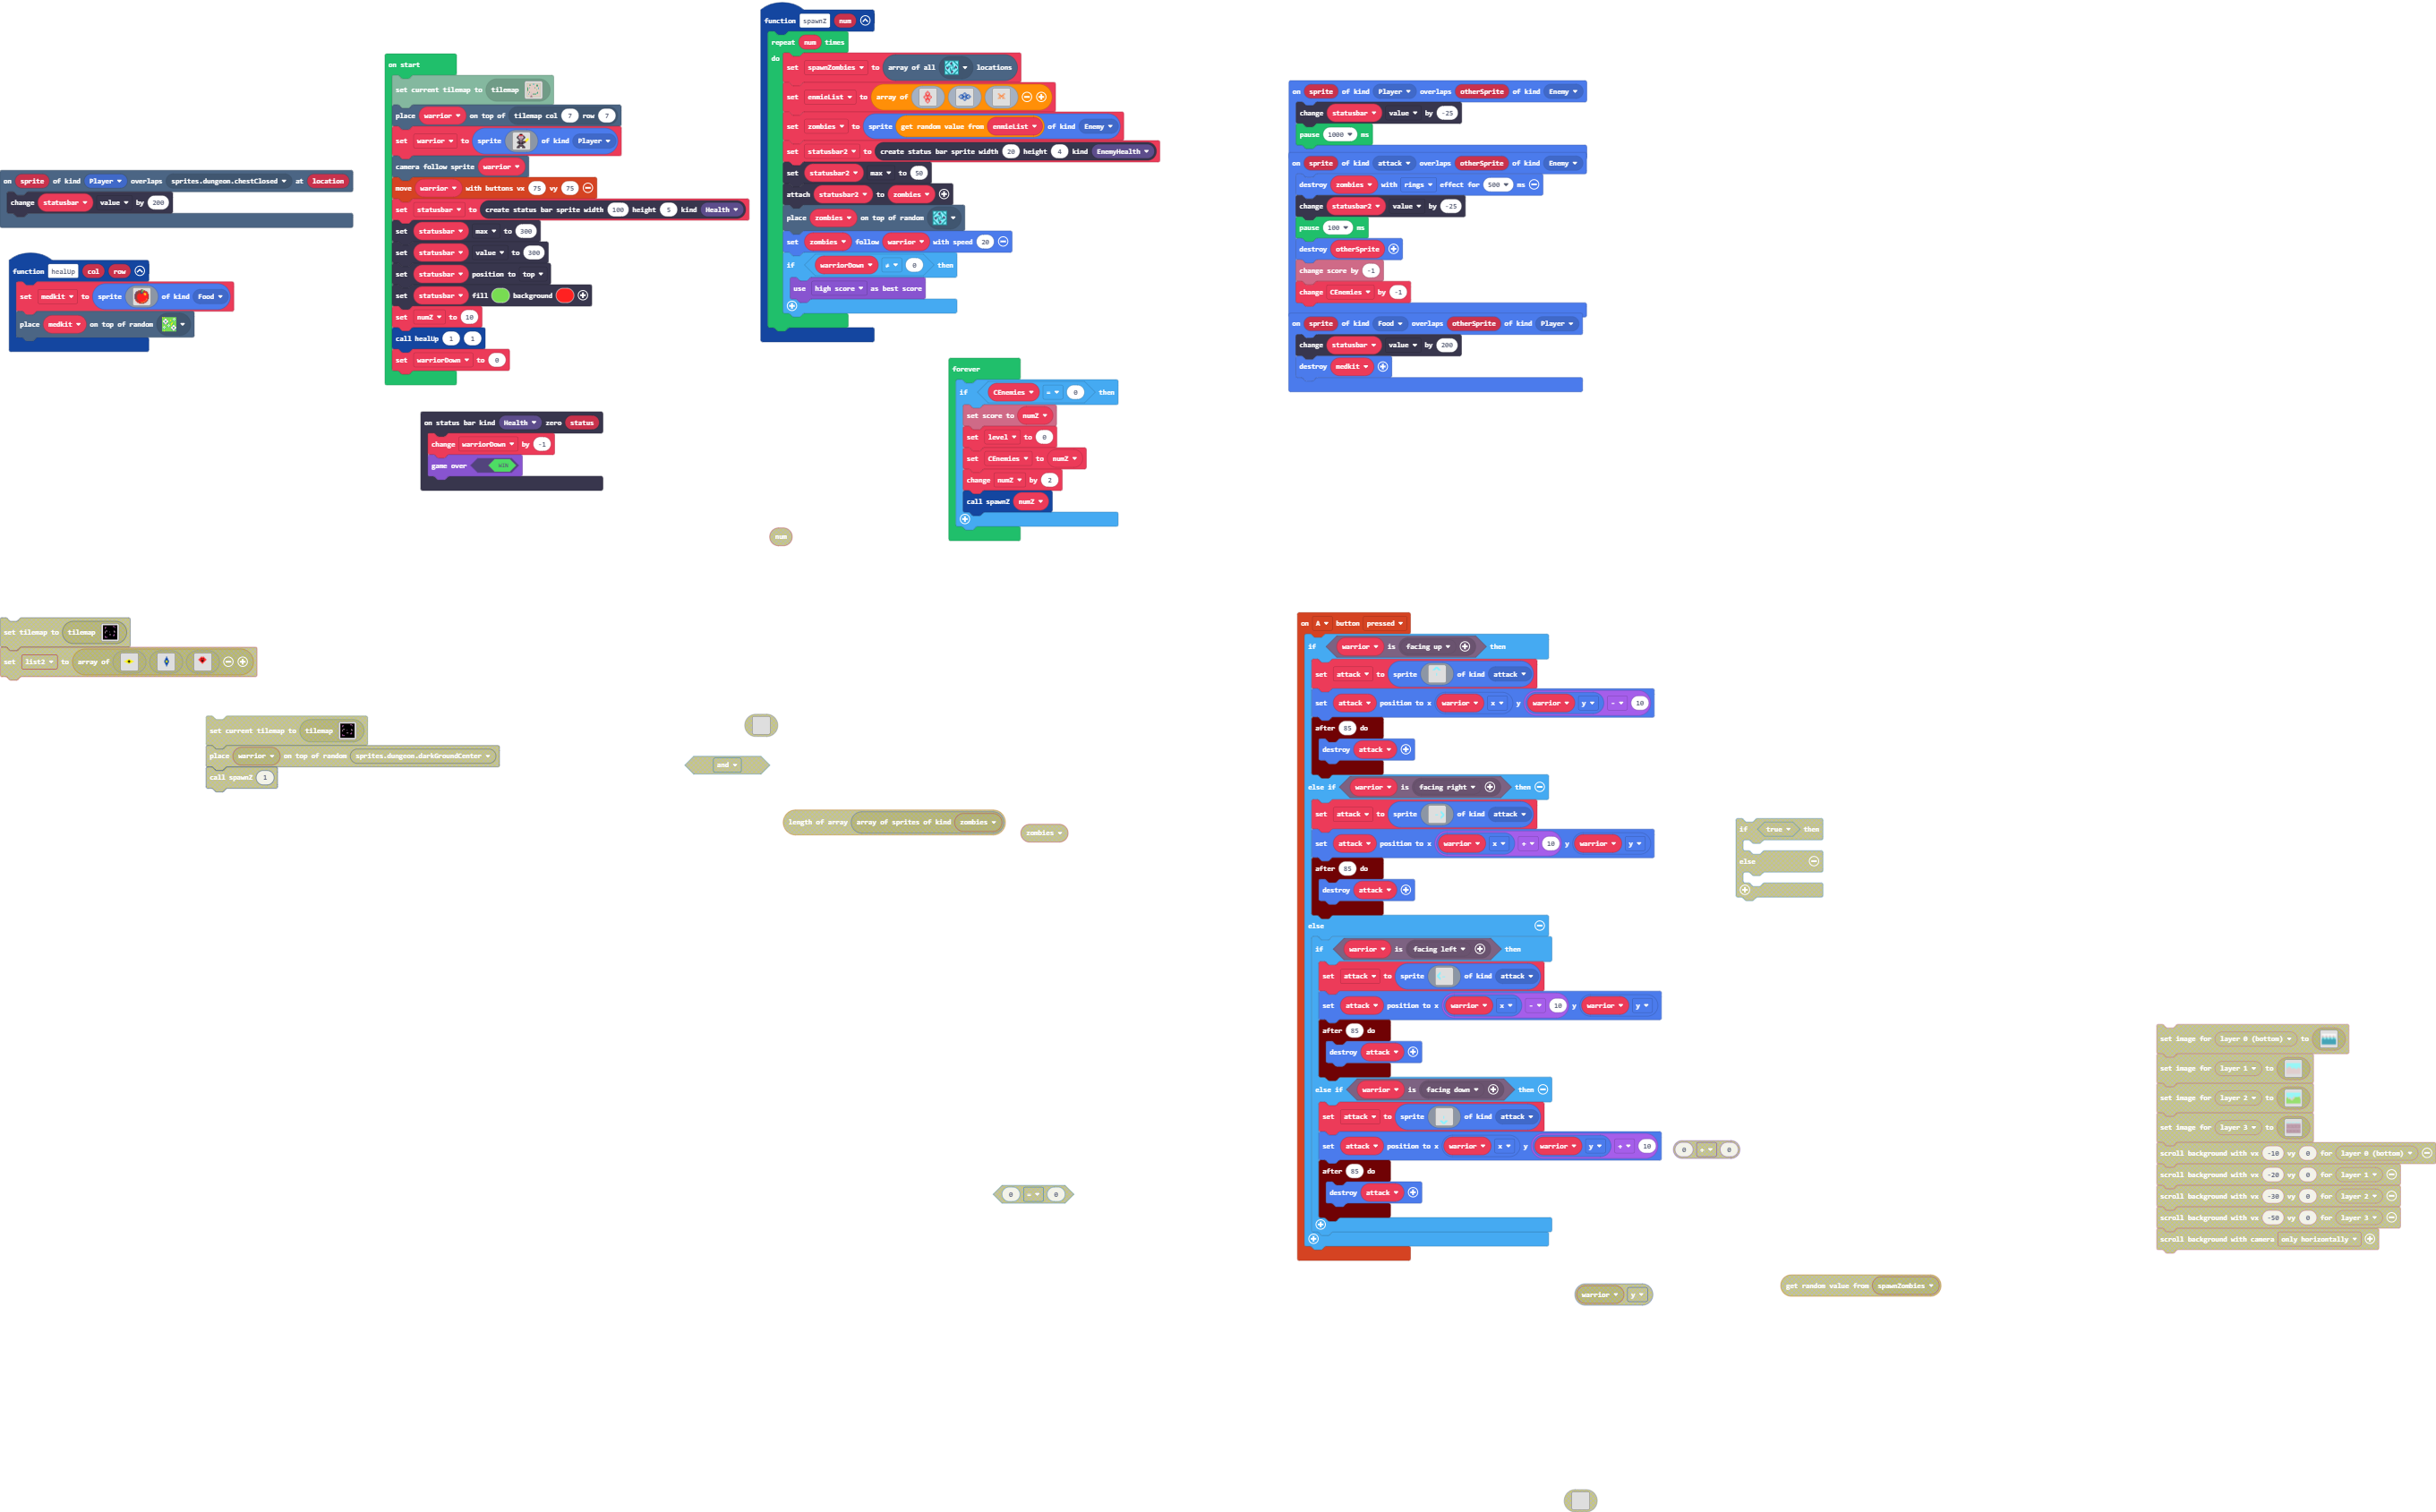 function spawnZ num
repeat num times
do
set spawnZombies to array of all locations
set enmieList to array of
set zombies to sprite get random value from enmieList of kind Enemy
set statusbar2 to create status bar sprite width 20 height 4 kind EnemyHealth
set statusbar2 max to 50
attach statusbar2 to zombies
place zombies on top of random
set zombies follow warrior with speed 20
if warriorDown ≠ 0 then
use high score as best score
on start
set current tilemap to tilemap
place warrior on top of tilemap col 7 row 7
set warrior to sprite of kind Player
camera follow sprite warrior
move warrior with buttons vx 75 vy 75
set statusbar to create status bar sprite width 100 height 5 kind Health
set statusbar max to 300
set statusbar value to 300
set statusbar position to top
set statusbar fill background
set numZ to 10
call healUp 1 1
set warriorDown to 0
on sprite of kind Player overlaps sprites.dungeon.chestClosed at location
change statusbar value by 200
function healUp col row
set medkit to sprite of kind Food
place medkit on top of random
on status bar kind Health zero status
change warriorDown by -1
game over
forever
if CEnemies = 0 then
set score to numZ
set level to 0
set CEnemies to numZ
change numZ by 2
call spawnZ numZ
num
on sprite of kind Player overlaps otherSprite of kind Enemy
change statusbar value by -25
pause 1000 ms
on sprite of kind attack overlaps otherSprite of kind Enemy
destroy zombies with rings effect for 500 ms
change statusbar2 value by -25
pause 100 ms
destroy otherSprite
change score by -1
change CEnemies by -1
on sprite of kind Food overlaps otherSprite of kind Player
change statusbar value by 200
destroy medkit
set tilemap to tilemap
set list2 to array of
set current tilemap to tilemap
place warrior on top of random sprites.dungeon.darkGroundCenter
call spawnZ 1
and
length of array array of sprites of kind zombies
zombies
0 = 0
on A button pressed
if warrior is facing up then
set attack to sprite of kind attack
set attack position to x warrior x y warrior y - 10
after 85 do
destroy attack
else if warrior is facing right then
set attack to sprite of kind attack
set attack position to x warrior x + 10 y warrior y
after 85 do
destroy attack
else
if warrior is facing left then
set attack to sprite of kind attack
set attack position to x warrior x - 10 y warrior y
after 85 do
destroy attack
else if warrior is facing down then
set attack to sprite of kind attack
set attack position to x warrior x y warrior y + 10
after 85 do
destroy attack
if true then
else
0 + 0
warrior y
get random value from spawnZombies
set image for layer 0 (bottom) to
set image for layer 1 to
set image for layer 2 to
set image for layer 3 to
scroll background with vx -10 vy 0 for layer 0 (bottom)
scroll background with vx -20 vy 0 for layer 1
scroll background with vx -30 vy 0 for layer 2
scroll background with vx -50 vy 0 for layer 3
scroll background with camera only horizontally